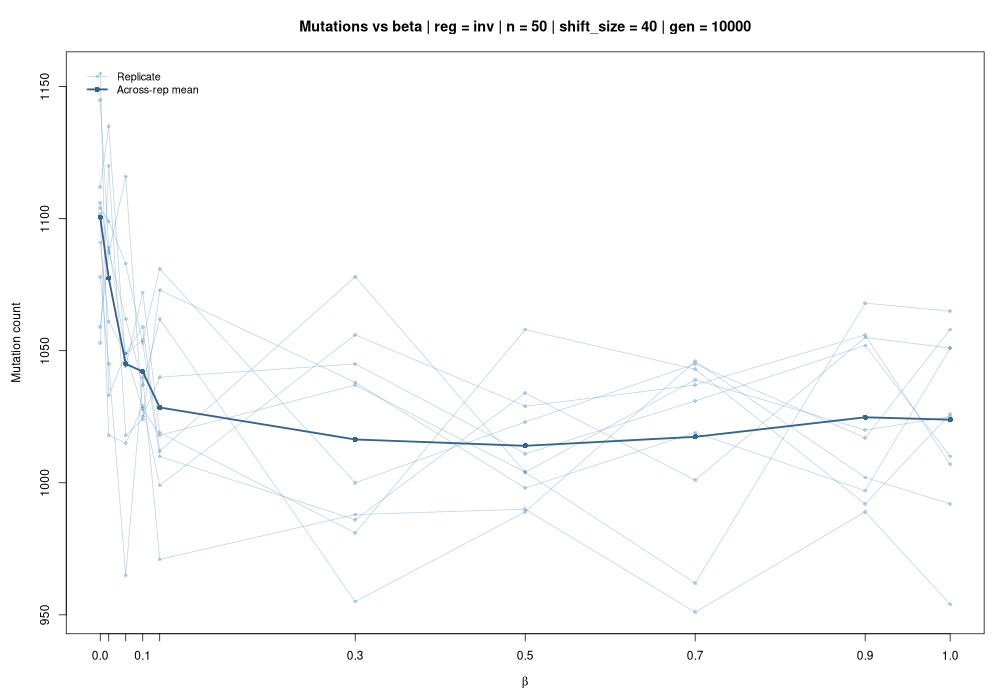 Mutations vs beta | reg = inv | n = 50 | shift_size = 40 | gen = 10000
Replicate
Across-rep mean
Mutation count
1150
1100
1050
1000
950
0.0 0.1 0.3 0.5 0.7 0.9 1.0
β